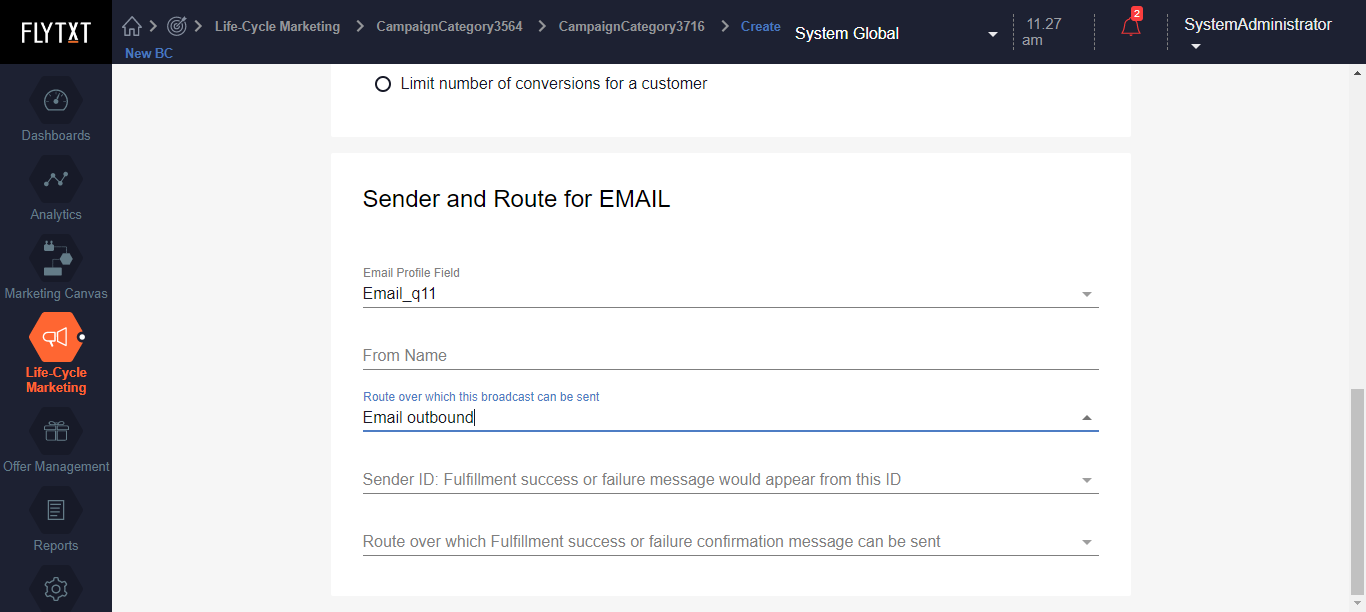 FLYTXT
Life-Cycle Marketing
CampaignCategory3564
CampaignCategory3716
Create
New BC
System Global
11.27
am
2
SystemAdministrator
Dashboards
Analytics
Marketing Canvas
Life-Cycle
Marketing
Offer Management
Reports
Limit number of conversions for a customer
Sender and Route for EMAIL
Email Profile Field
Email_q11
From Name
Route over which this broadcast can be sent
Email outbound
Sender ID: Fulfillment success or failure message would appear from this ID
Route over which Fulfillment success or failure confirmation message can be sent